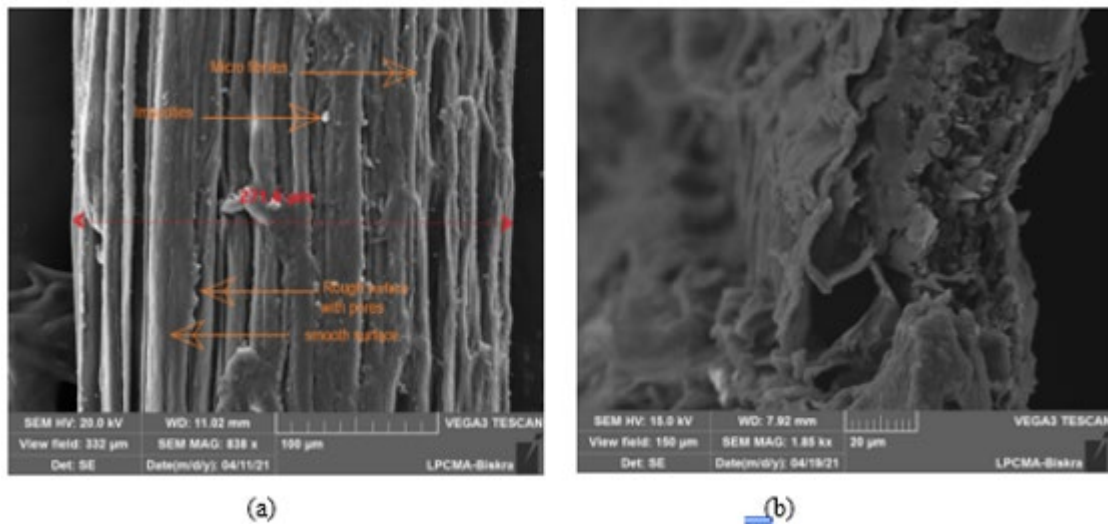 Micro fibriles
Impurities
271.6 µm
Rough surface
with pores
smooth surface
SEM HV: 20.0 kV WD: 11.02 mm VEGA3 TESCAN
View field: 332 µm SEM MAG: 838 x 100 µm
Det: SE Date(m/d/y): 04/11/21 LPCMA-Biskra
SEM HV: 15.0 kV WD: 7.92 mm VEGA3 TESCAN
View field: 150 µm SEM MAG: 1.85 kx 20 µm
Det: SE Date(m/d/y): 04/19/21 LPCMA-Biskra
(a)
(b)